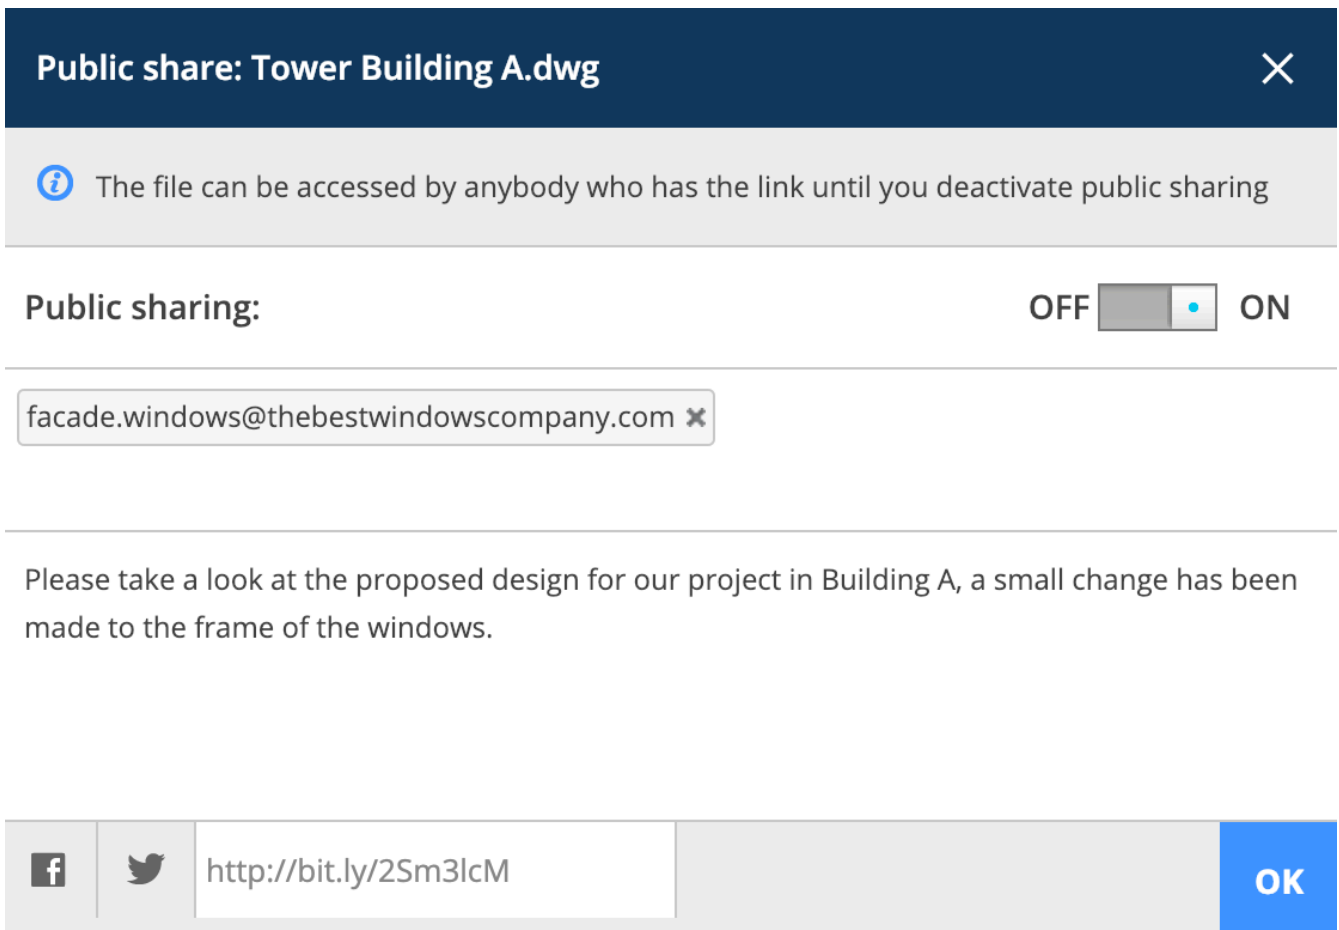 Public share: Tower Building A.dwg
The file can be accessed by anybody who has the link until you deactivate public sharing
Public sharing:
OFF ON
facade.windows@thebestwindowscompany.com
Please take a look at the proposed design for our project in Building A, a small change has been
made to the frame of the windows.
http://bit.ly/2Sm3lcM
OK